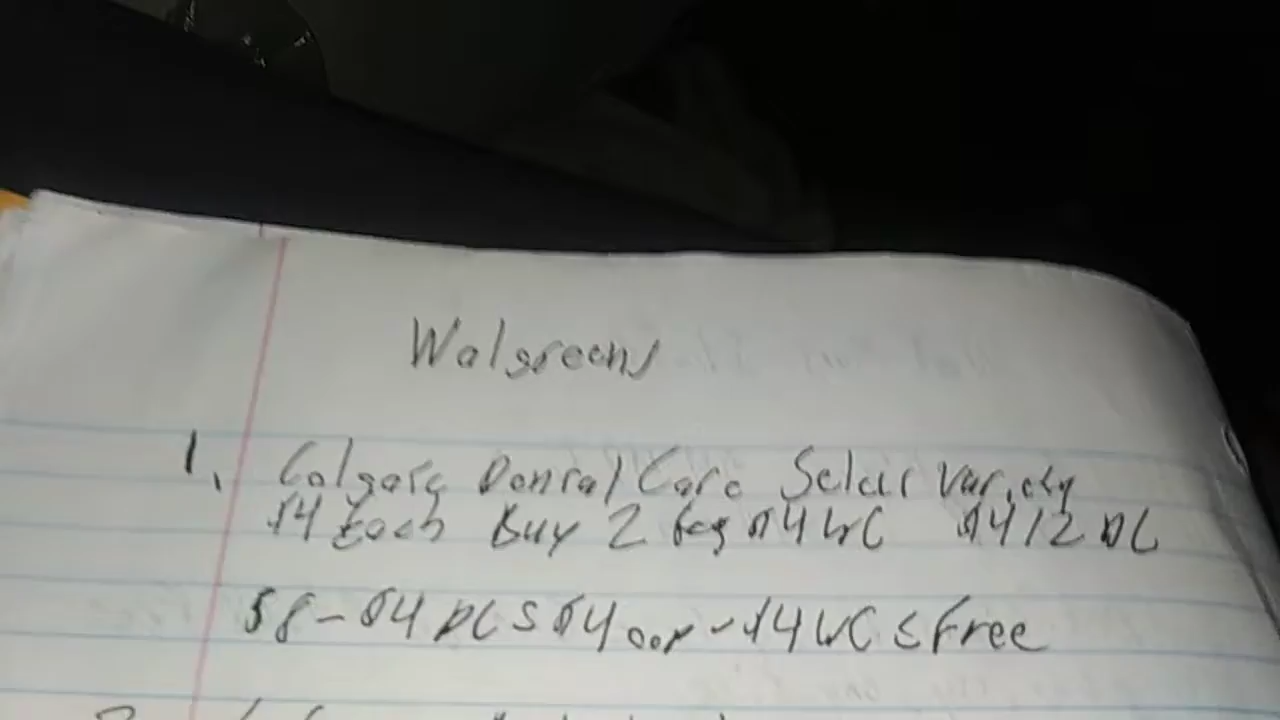 Walgreens
1. Colgate Dental Care Select Variety
$4 Each Buy 2 Get $4 WC $4/2 DC
$8-$4 DC = $4 oop - $4 WC = Free